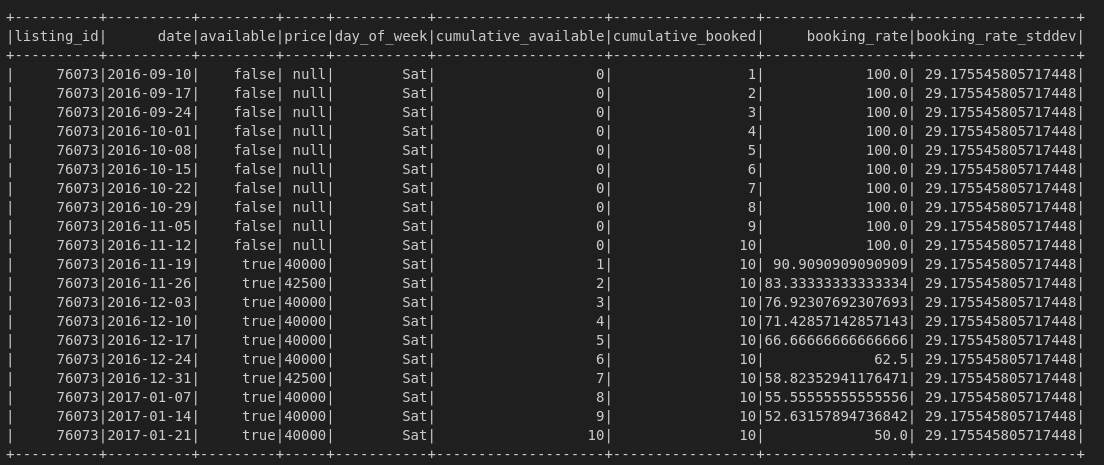 +----------+----------+---------+-----+-----------+--------------------+-----------------+-----------------+-------------------+
|listing_id|      date|available|price|day_of_week|cumulative_available|cumulative_booked|     booking_rate|booking_rate_stddev|
+----------+----------+---------+-----+-----------+--------------------+-----------------+-----------------+-------------------+
|     76073|2016-09-10|    false| null|        Sat|                   0|                1|            100.0| 29.175545805717448|
|     76073|2016-09-17|    false| null|        Sat|                   0|                2|            100.0| 29.175545805717448|
|     76073|2016-09-24|    false| null|        Sat|                   0|                3|            100.0| 29.175545805717448|
|     76073|2016-10-01|    false| null|        Sat|                   0|                4|            100.0| 29.175545805717448|
|     76073|2016-10-08|    false| null|        Sat|                   0|                5|            100.0| 29.175545805717448|
|     76073|2016-10-15|    false| null|        Sat|                   0|                6|            100.0| 29.175545805717448|
|     76073|2016-10-22|    false| null|        Sat|                   0|                7|            100.0| 29.175545805717448|
|     76073|2016-10-29|    false| null|        Sat|                   0|                8|            100.0| 29.175545805717448|
|     76073|2016-11-05|    false| null|        Sat|                   0|                9|            100.0| 29.175545805717448|
|     76073|2016-11-12|    false| null|        Sat|                   0|               10|            100.0| 29.175545805717448|
|     76073|2016-11-19|     true|40000|        Sat|                   1|               10| 90.9090909090909| 29.175545805717448|
|     76073|2016-11-26|     true|42500|        Sat|                   2|               10|83.33333333333334| 29.175545805717448|
|     76073|2016-12-03|     true|40000|        Sat|                   3|               10|76.92307692307693| 29.175545805717448|
|     76073|2016-12-10|     true|40000|        Sat|                   4|               10|71.42857142857143| 29.175545805717448|
|     76073|2016-12-17|     true|40000|        Sat|                   5|               10|66.66666666666666| 29.175545805717448|
|     76073|2016-12-24|     true|40000|        Sat|                   6|               10|             62.5| 29.175545805717448|
|     76073|2016-12-31|     true|42500|        Sat|                   7|               10|58.82352941176471| 29.175545805717448|
|     76073|2017-01-07|     true|40000|        Sat|                   8|               10|55.55555555555556| 29.175545805717448|
|     76073|2017-01-14|     true|40000|        Sat|                   9|               10|52.63157894736842| 29.175545805717448|
|     76073|2017-01-21|     true|40000|        Sat|                  10|               10|             50.0| 29.175545805717448|
+----------+----------+---------+-----+-----------+--------------------+-----------------+-----------------+-------------------+